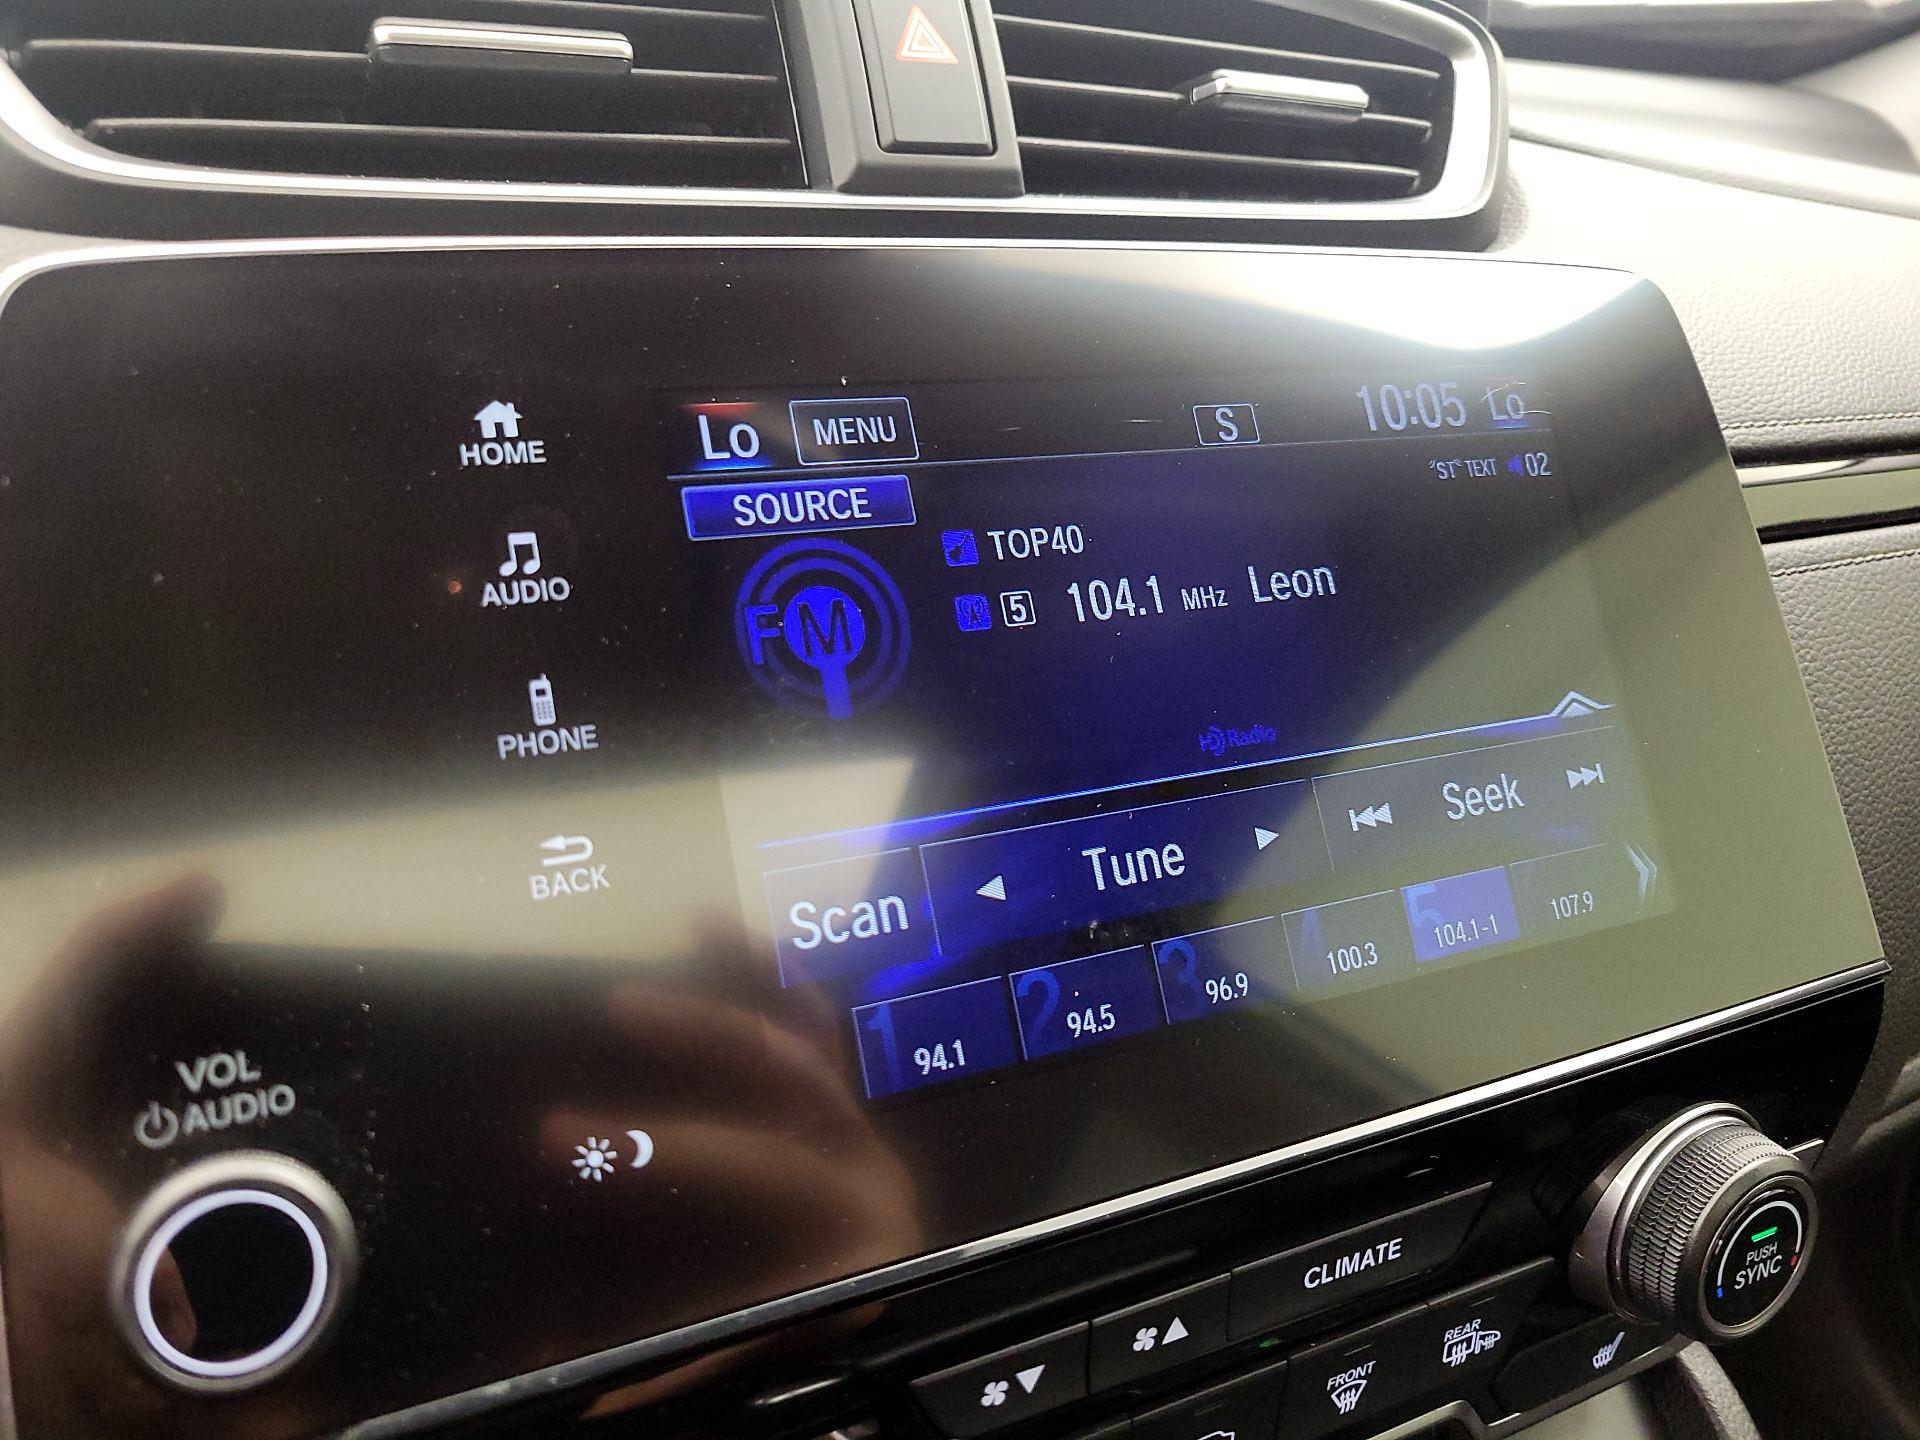 HOME
AUDIO
PHONE
BACK
VOL
AUDIO
Lo MENU S 10:05 Lo
"ST" TEXT 02
SOURCE
FM
TOP40
5 104.1 MHz Leon
HD Radio
Scan Tune Seek
1 94.1
2 94.5
3 96.9
4 100.3
5 104.1-1
107.9
CLIMATE
PUSH
SYNC
FRONT
REAR